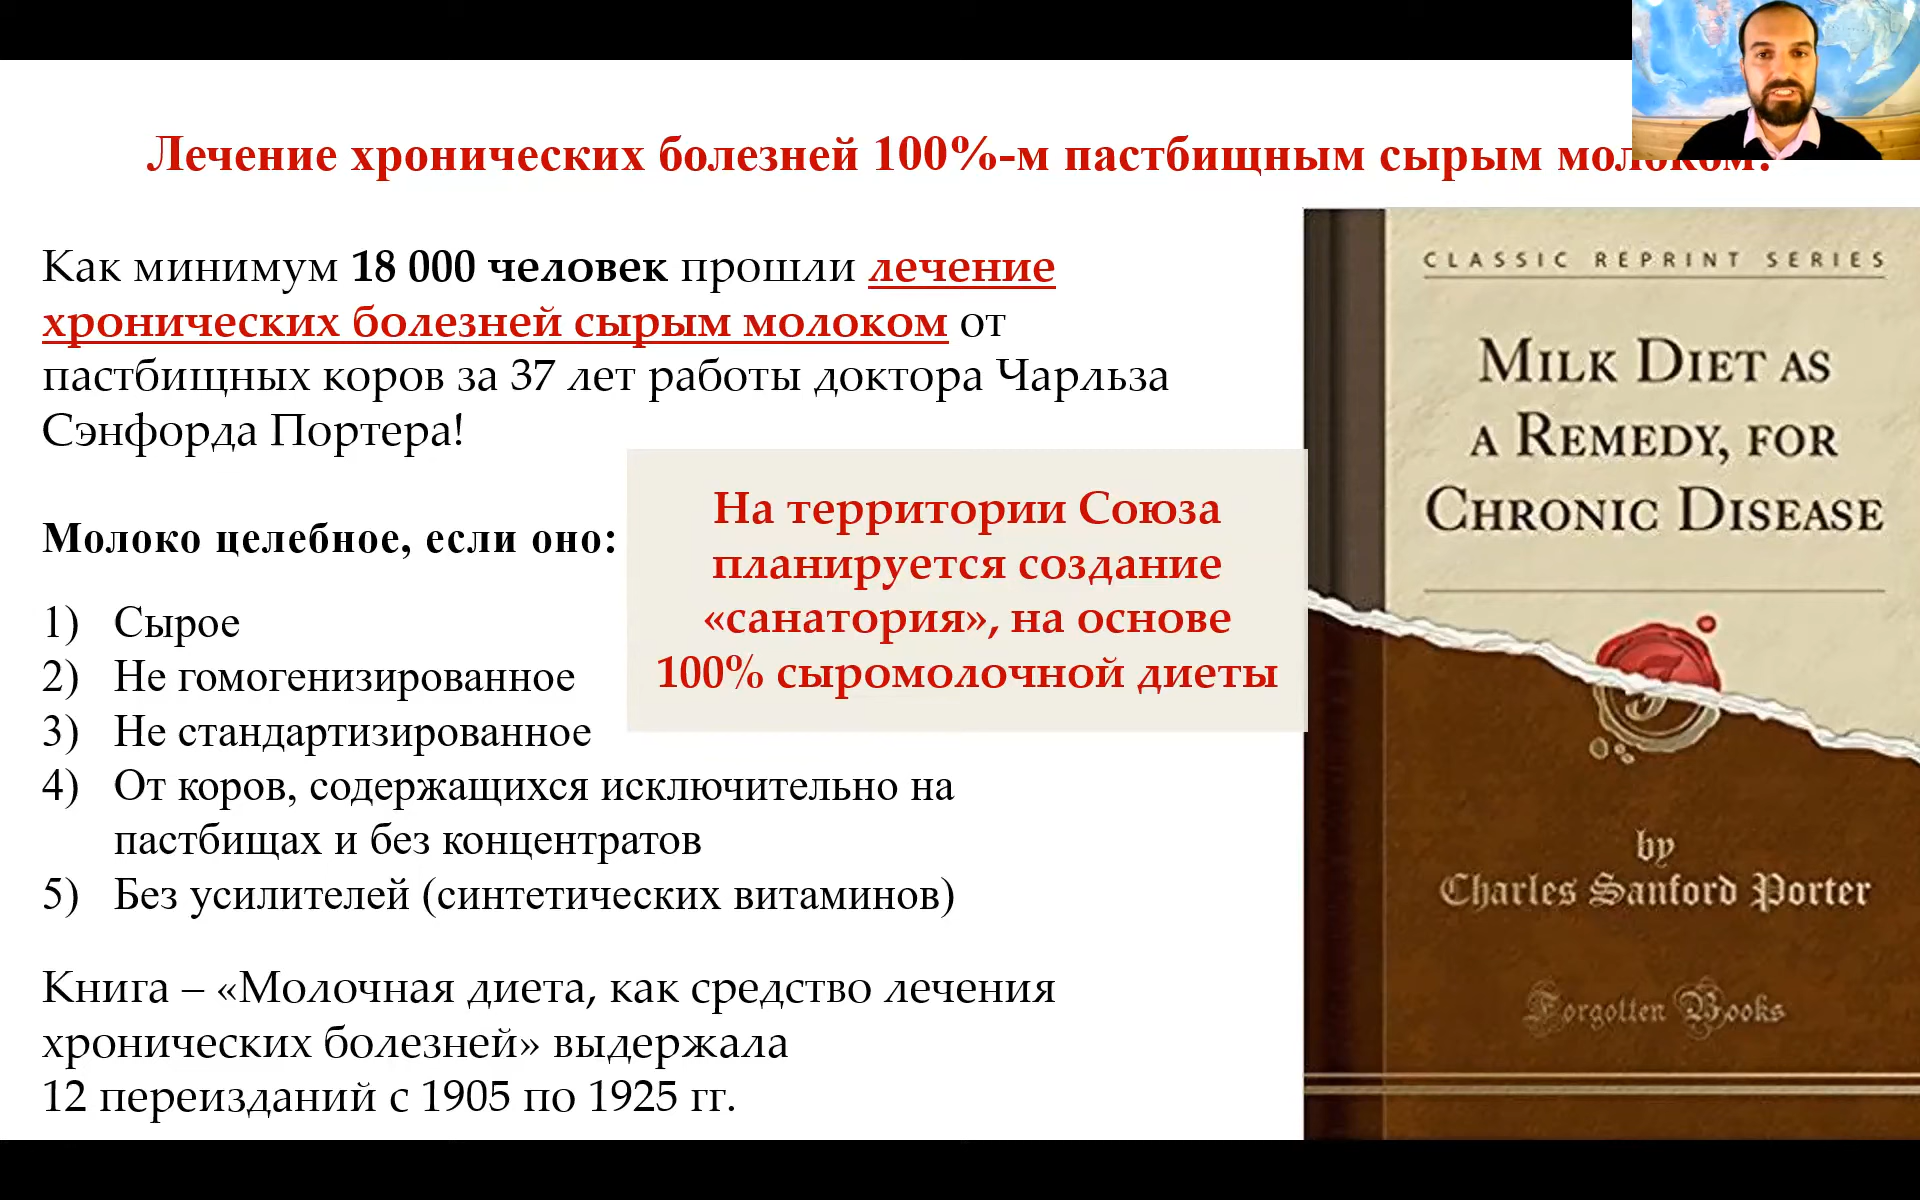 Лечение хронических болезней 100%-м пастбищным сырым молоком!
Как минимум 18 000 человек прошли лечение
хронических болезней сырым молоком от
пастбищных коров за 37 лет работы доктора Чарльза
Сэнфорда Портера!
На территории Союза
планируется создание
«санатория», на основе
100% сыромолочной диеты
Молоко целебное, если оно:
1) Сырое
2) Не гомогенизированное
3) Не стандартизированное
4) От коров, содержащихся исключительно на
пастбищах и без концентратов
5) Без усилителей (синтетических витаминов)
Книга – «Молочная диета, как средство лечения
хронических болезней» выдержала
12 переизданий с 1905 по 1925 гг.
CLASSIC REPRINT SERIES
MILK DIET AS
A REMEDY, FOR
CHRONIC DISEASE
by
Charles Sanford Porter
Forgotten Books